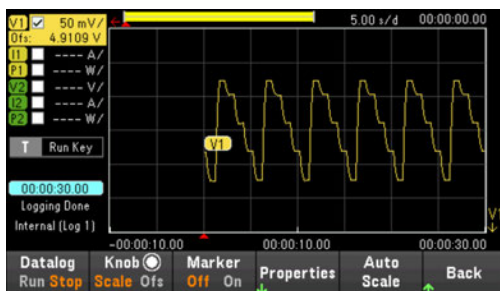 V1 50 mV/ 5.00 s/d 00:00:00.00
Ofs: 4.9109 V
I1 ---- A/
P1 ---- W/
V2 ---- V/
I2 ---- A/
P2 ---- W/
T Run Key
V1
00:00:30.00
Logging Done
Internal (Log 1)
V1
-00:00:10.00 00:00:10.00 00:00:30.00
Datalog Knob Marker Properties Auto Back
Run Stop Scale Ofs Off On Scale